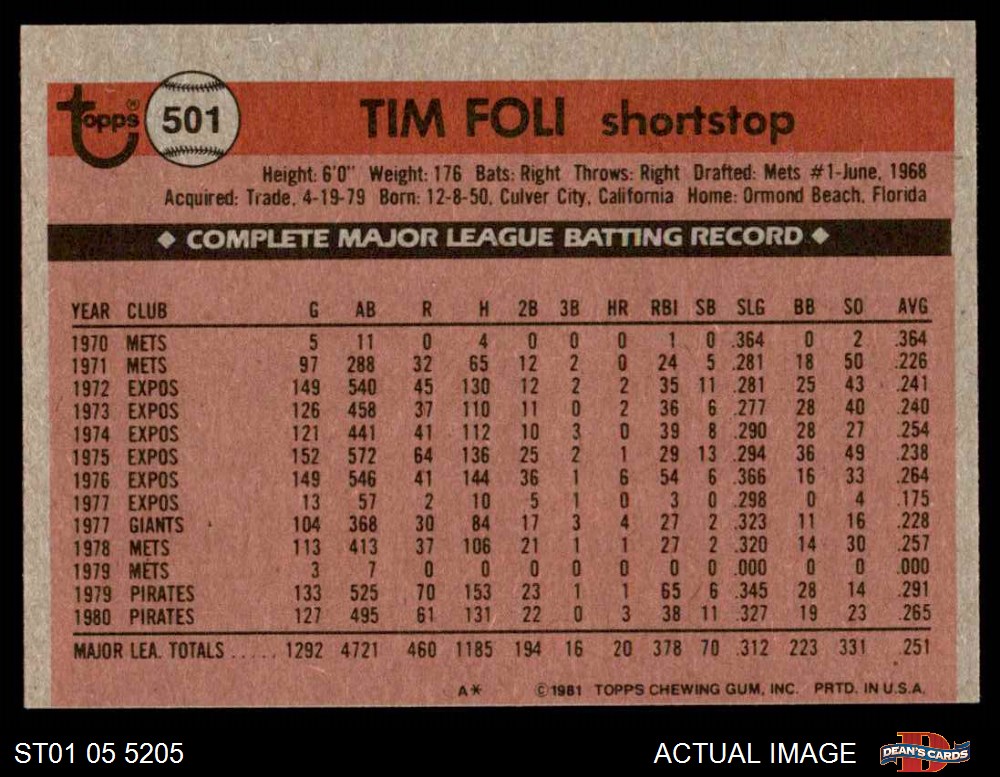 topps® 501 TIM FOLI shortstop
Height: 6'0" Weight: 176 Bats: Right Throws: Right Drafted: Mets #1-June, 1968
Acquired: Trade, 4-19-79 Born: 12-8-50, Culver City, California Home: Ormond Beach, Florida
◆ COMPLETE MAJOR LEAGUE BATTING RECORD ◆
YEAR CLUB G AB R H 2B 3B HR RBI SB SLG BB SO AVG
1970 METS 5 11 0 4 0 0 0 1 0 .364 0 2 .364
1971 METS 97 288 32 65 12 2 0 24 5 .281 18 50 .226
1972 EXPOS 149 540 45 130 12 2 2 35 11 .281 25 43 .241
1973 EXPOS 126 458 37 110 11 0 2 36 6 .277 28 40 .240
1974 EXPOS 121 441 41 112 10 3 0 39 8 .290 28 27 .254
1975 EXPOS 152 572 64 136 25 2 1 29 13 .294 36 49 .238
1976 EXPOS 149 546 41 144 36 1 6 54 6 .366 16 33 .264
1977 EXPOS 13 57 2 10 5 1 0 3 0 .298 0 4 .175
1977 GIANTS 104 368 30 84 17 3 4 27 2 .323 11 16 .228
1978 METS 113 413 37 106 21 1 1 27 2 .320 14 30 .257
1979 METS 3 7 0 0 0 0 0 0 0 .000 0 0 .000
1979 PIRATES 133 525 70 153 23 1 1 65 6 .345 28 14 .291
1980 PIRATES 127 495 61 131 22 0 3 38 11 .327 19 23 .265
MAJOR LEA. TOTALS ..... 1292 4721 460 1185 194 16 20 378 70 .312 223 331 .251
A* ©1981 TOPPS CHEWING GUM, INC. PRTD. IN U.S.A.
ST01 05 5205 ACTUAL IMAGE D DEAN'S CARDS